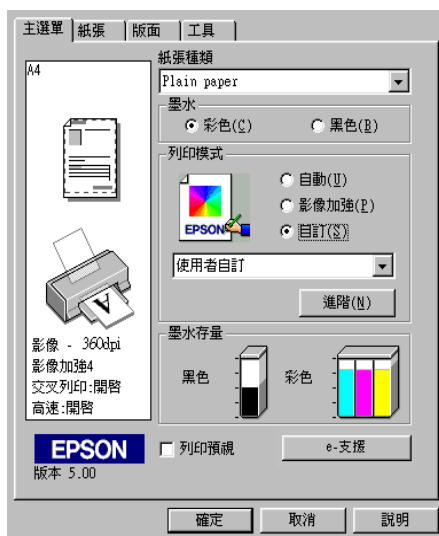 主選單 紙張 版面 工具
A4
紙張種類
Plain paper
墨水
彩色(C) 黑色(B)
列印模式
自動(U)
影像加強(P)
自訂(S)
EPSON
使用者自訂
進階(N)
墨水存量
黑色 彩色
影像 - 360dpi
影像加強4
交叉列印:開啓
高速:開啓
EPSON
版本 5.00
列印預視 e-支援
確定 取消 說明